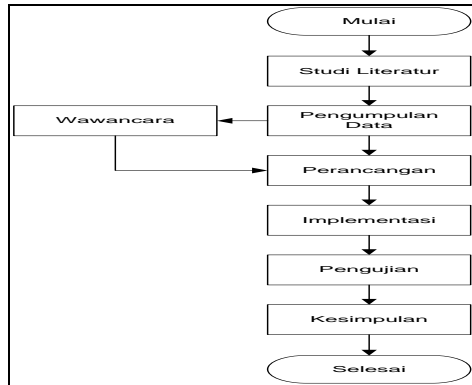 Mulai
Studi Literatur
Wawancara
Pengumpulan
Data
Perancangan
Implementasi
Pengujian
Kesimpulan
Selesai